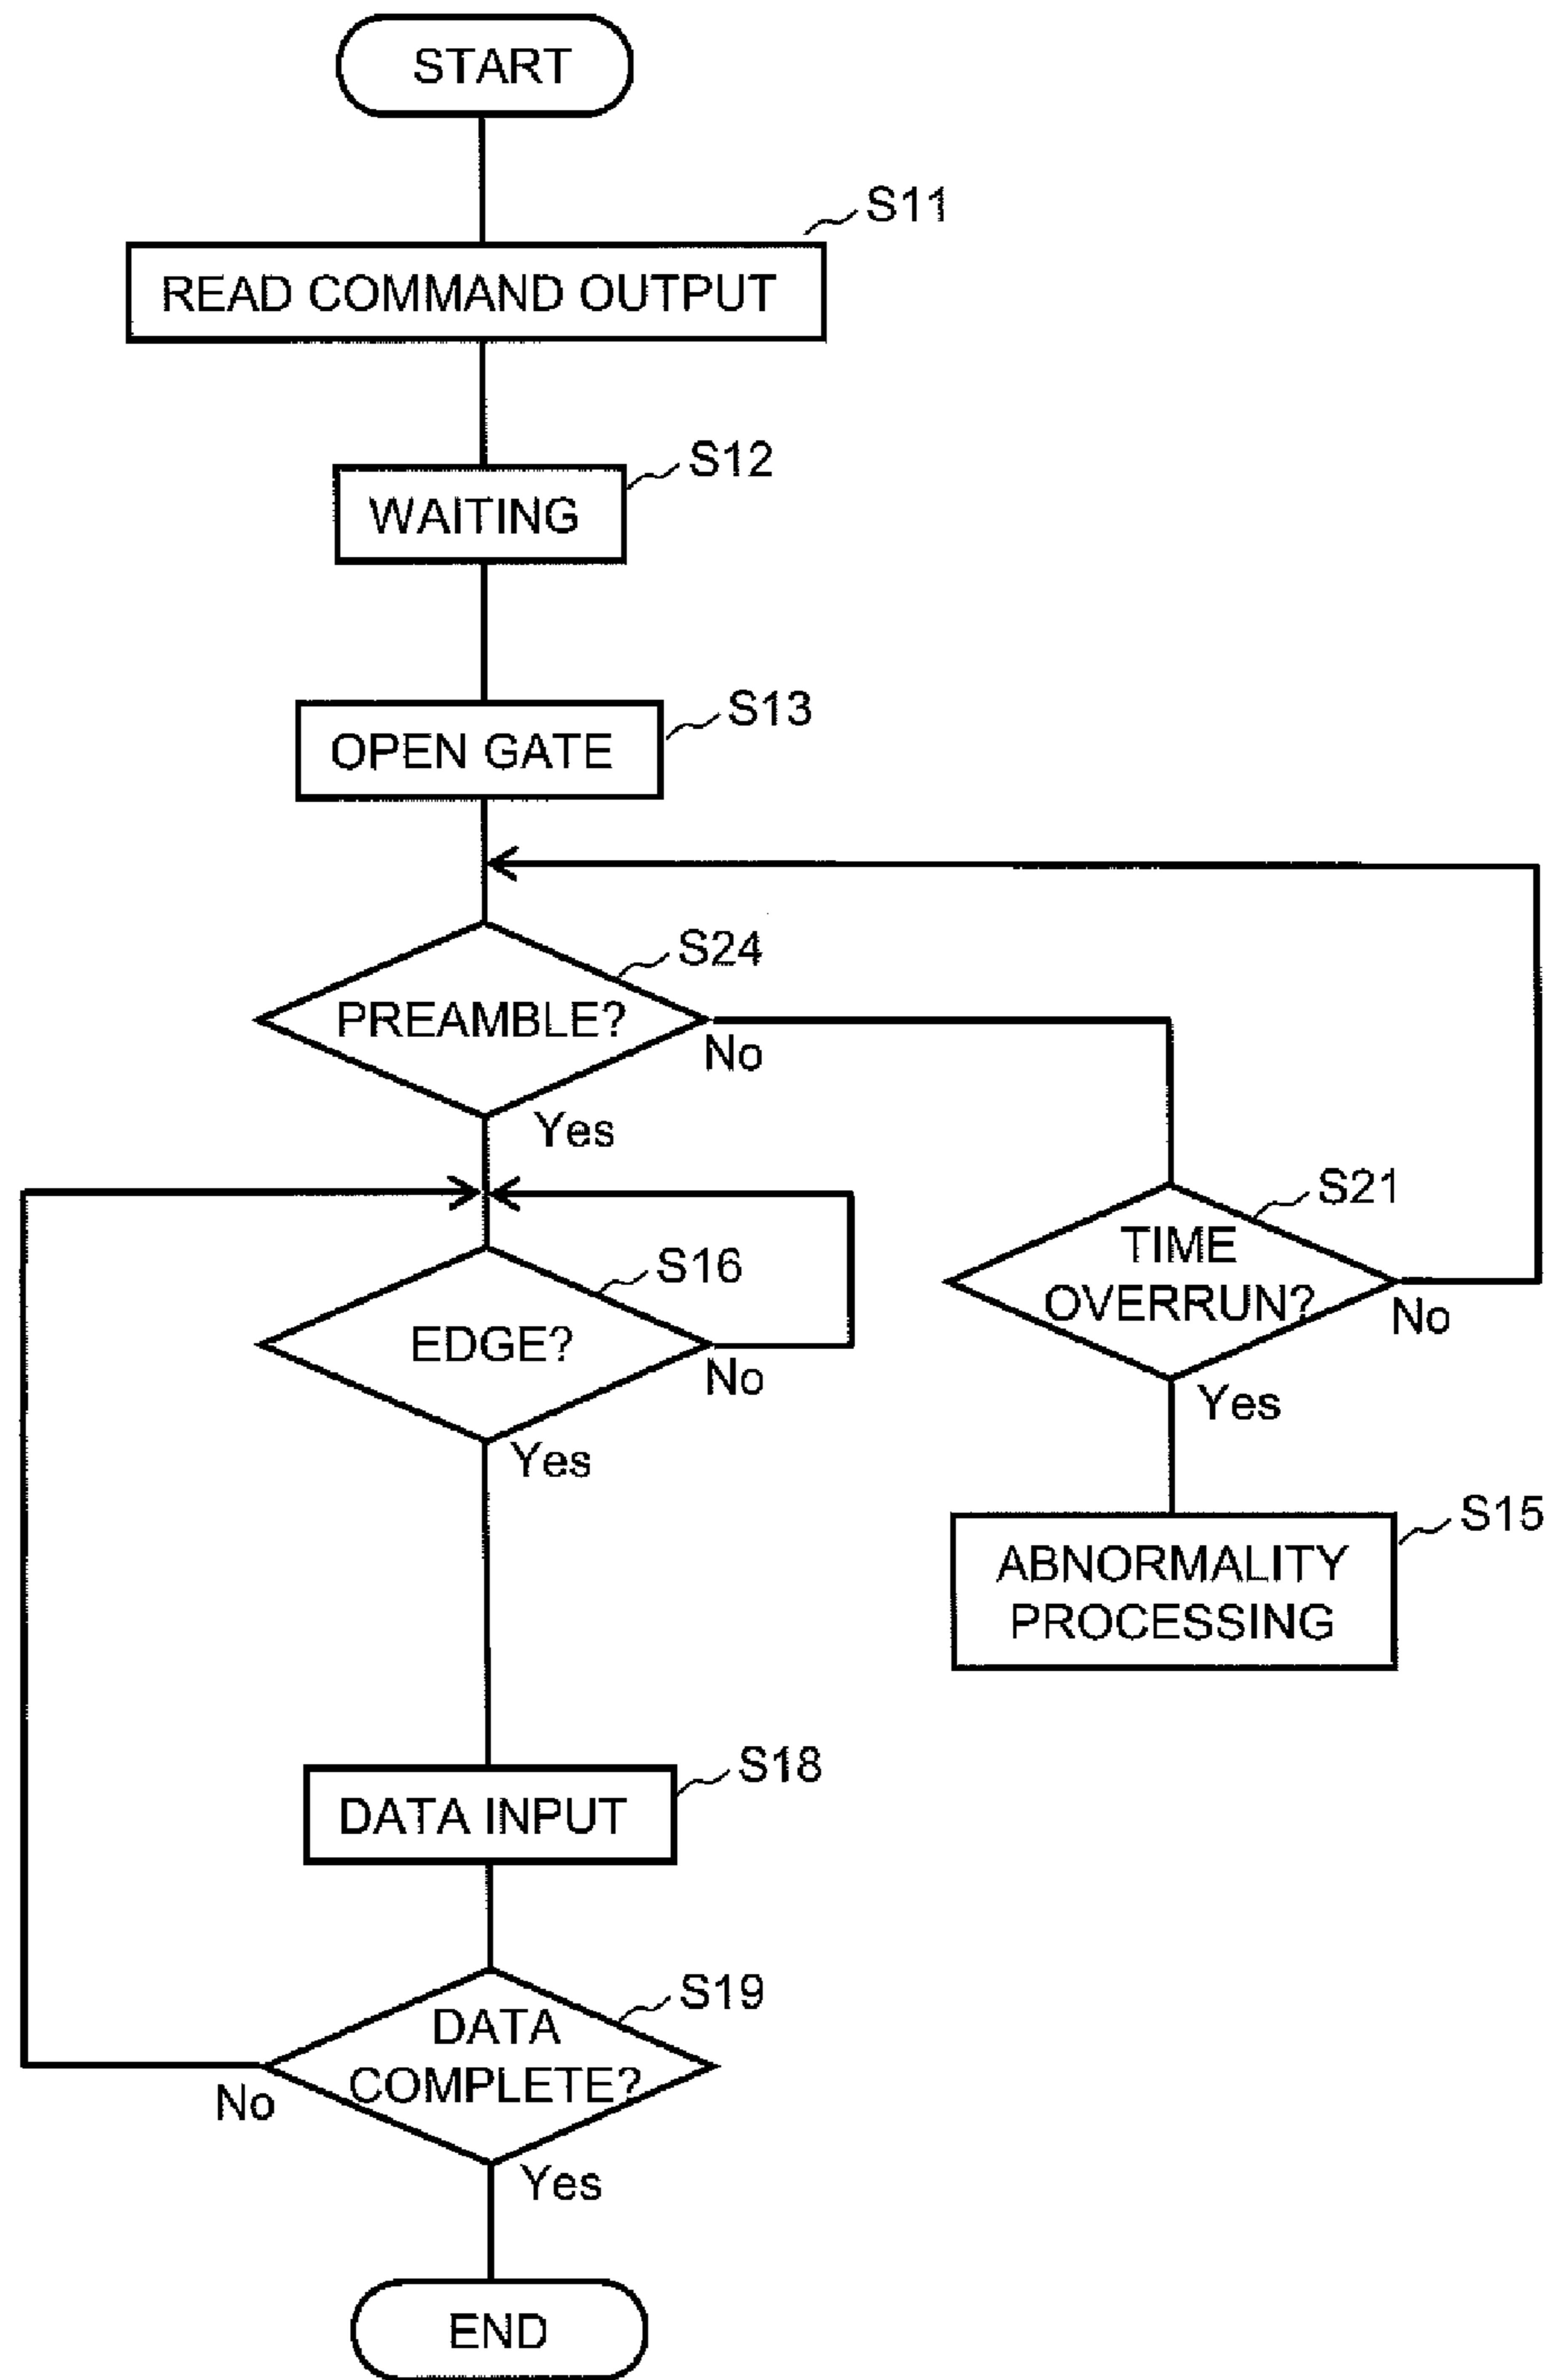 START
S11
READ COMMAND OUTPUT
S12
WAITING
S13
OPEN GATE
S24
PREAMBLE?
No
Yes
S21
TIME
OVERRUN?
No
Yes
S16
EDGE?
No
Yes
S15
ABNORMALITY
PROCESSING
S18
DATA INPUT
S19
DATA
COMPLETE?
No
Yes
END